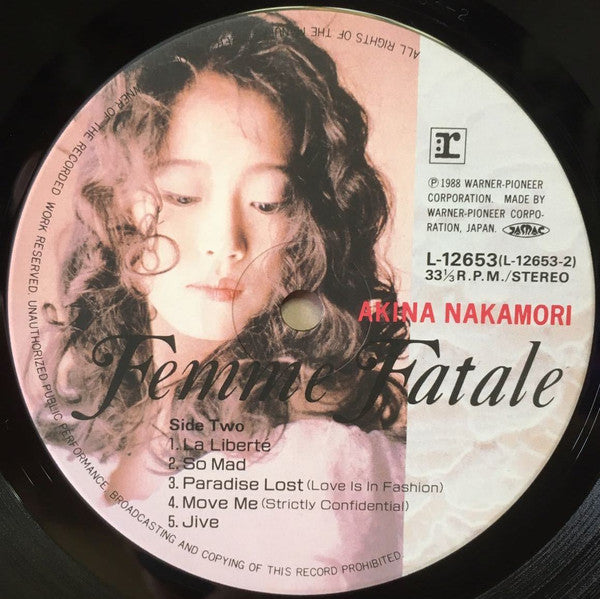 ALL RIGHTS OF THE
OWNER OF THE RECORDED WORK RESERVED. UNAUTHORIZED PUBLIC PERFORMANCE, BROADCASTING AND COPYING OF THIS RECORD PROHIBITED.
r
℗1988 WARNER-PIONEER
CORPORATION. MADE BY
WARNER-PIONEER CORPO-
RATION, JAPAN. JASRAC
L-12653(L-12653-2)
33⅓R.P.M./STEREO
AKINA NAKAMORI
Femme Fatale
Side Two
1. La Liberté
2. So Mad
3. Paradise Lost (Love Is In Fashion)
4. Move Me (Strictly Confidential)
5. Jive